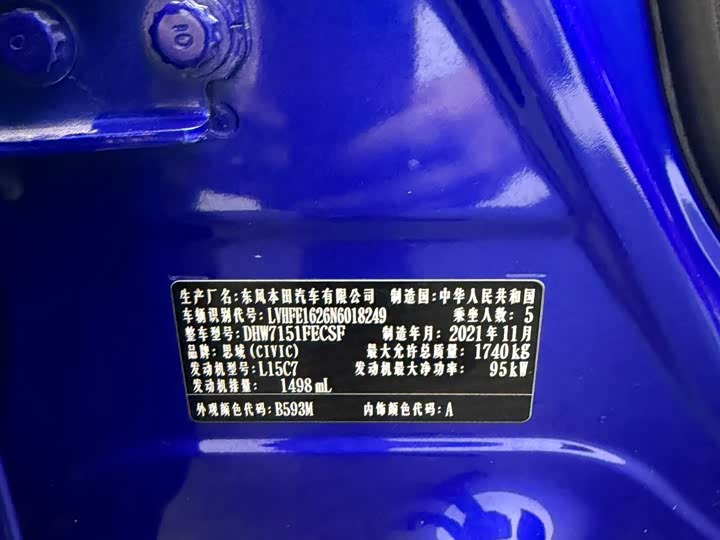 生产厂名:东风本田汽车有限公司 制造国:中华人民共和国
车辆识别代号:LVHFE1626N6018249 乘坐人数:5
整车型号:DHW7151FECSF 制造年月:2021年11月
品牌:思域(CIVIC) 最大允许总质量:1740kg
发动机型号:L15C7 发动机最大净功率:95kW
发动机排量:1498mL
外观颜色代码:B593M 内饰颜色代码:A